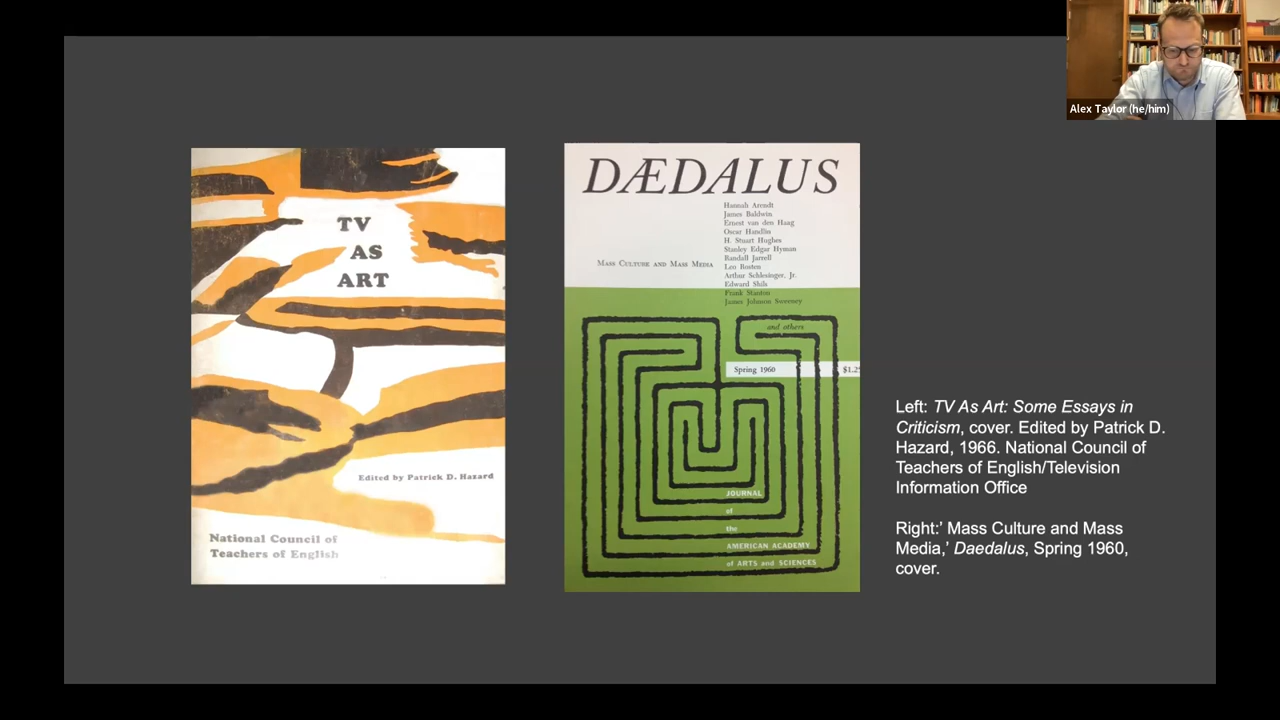 Alex Taylor (he/him)
TV
AS
ART
Edited by Patrick D. Hazard
National Council of
Teachers of English
DÆDALUS
Hannah Arendt
James Baldwin
Ernest van den Haag
Oscar Handlin
H. Stuart Hughes
Stanley Edgar Hyman
Randall Jarrell
Leo Rosten
Arthur Schlesinger, Jr.
Edward Shils
Frank Stanton
James Johnson Sweeney
Mass Culture and Mass Media
and others
Spring 1960
$1.25
JOURNAL
of
the
AMERICAN ACADEMY
of ARTS and SCIENCES
Left: TV As Art: Some Essays in
Criticism, cover. Edited by Patrick D.
Hazard, 1966. National Council of
Teachers of English/Television
Information Office
Right:’ Mass Culture and Mass
Media,’ Daedalus, Spring 1960,
cover.